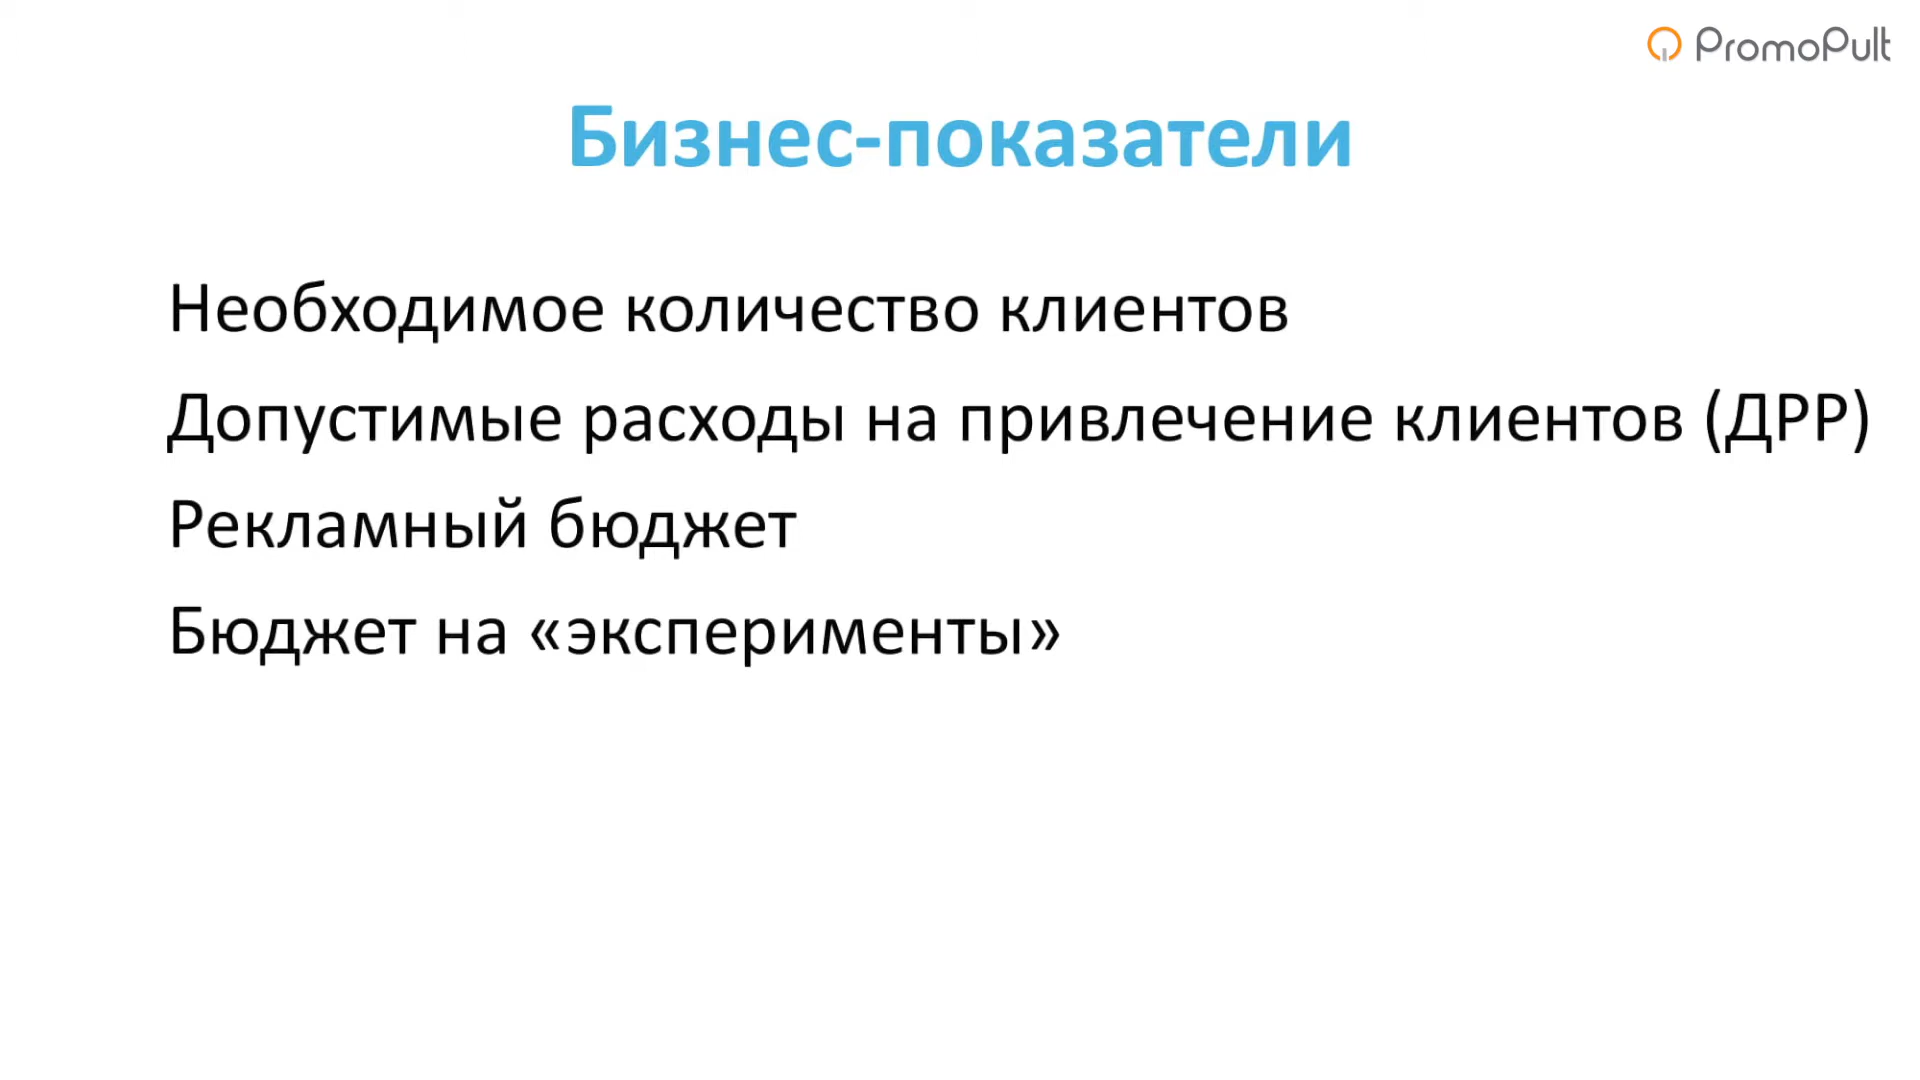 PromoPult
Бизнес-показатели
Необходимое количество клиентов
Допустимые расходы на привлечение клиентов (ДРР)
Рекламный бюджет
Бюджет на «эксперименты»